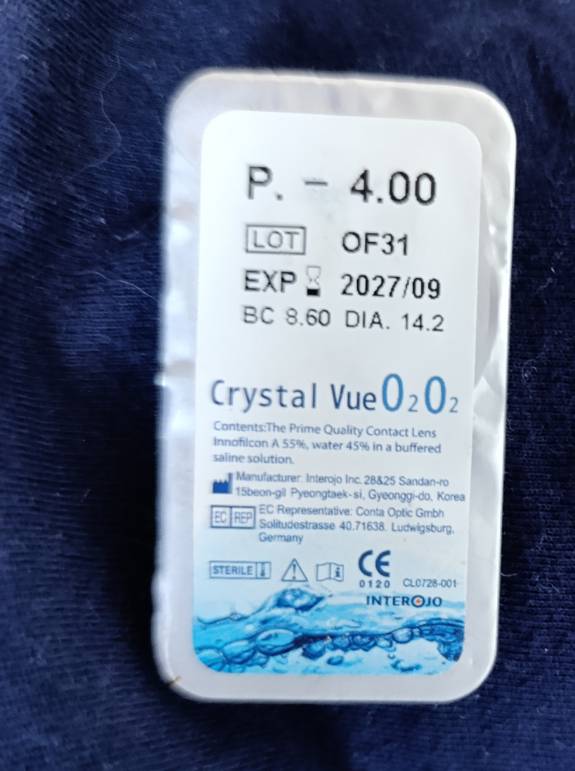 P. - 4.00
LOT OF31
EXP 2027/09
BC 8.60 DIA. 14.2
Crystal Vue O2O2
Contents:The Prime Quality Contact Lens
Innofilcon A 55%, water 45% in a buffered
saline solution.
Manufacturer: Interojo Inc. 28&25 Sandan-ro
15beon-gil Pyeongtaek-si, Gyeonggi-do, Korea
EC REP EC Representative: Conta Optic Gmbh
Solitudestrasse 40,71638. Ludwigsburg,
Germany
STERILE CE
0120 CL0728-001
INTEROJO